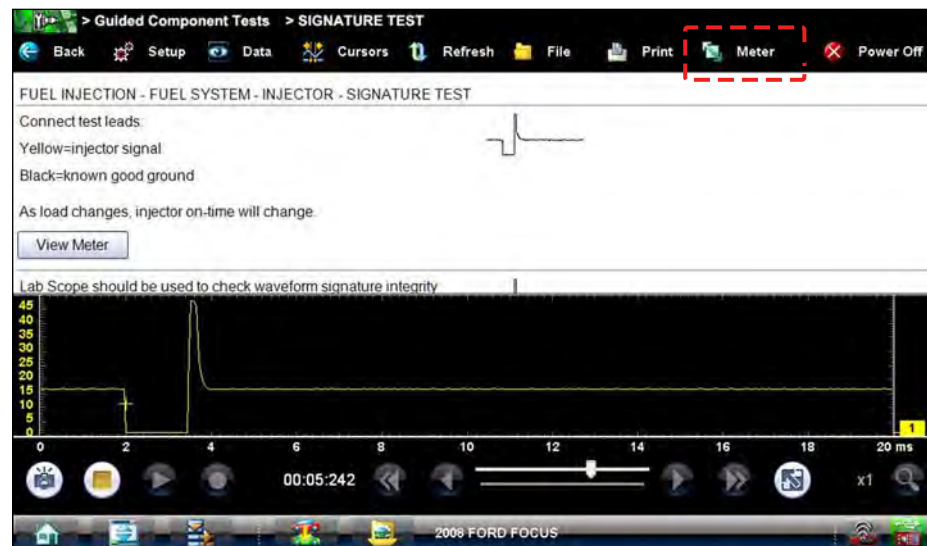 > Guided Component Tests > SIGNATURE TEST
Back Setup Data Cursors Refresh File Print Meter Power Off
FUEL INJECTION - FUEL SYSTEM - INJECTOR - SIGNATURE TEST
Connect test leads:
Yellow=injector signal
Black=known good ground
As load changes, injector on-time will change.
View Meter
Lab Scope should be used to check waveform signature integrity
45
40
35
30
25
20
15
10
5
0
1
0 2 4 6 8 10 12 14 16 18 20 ms
00:05:242 x1
2008 FORD FOCUS